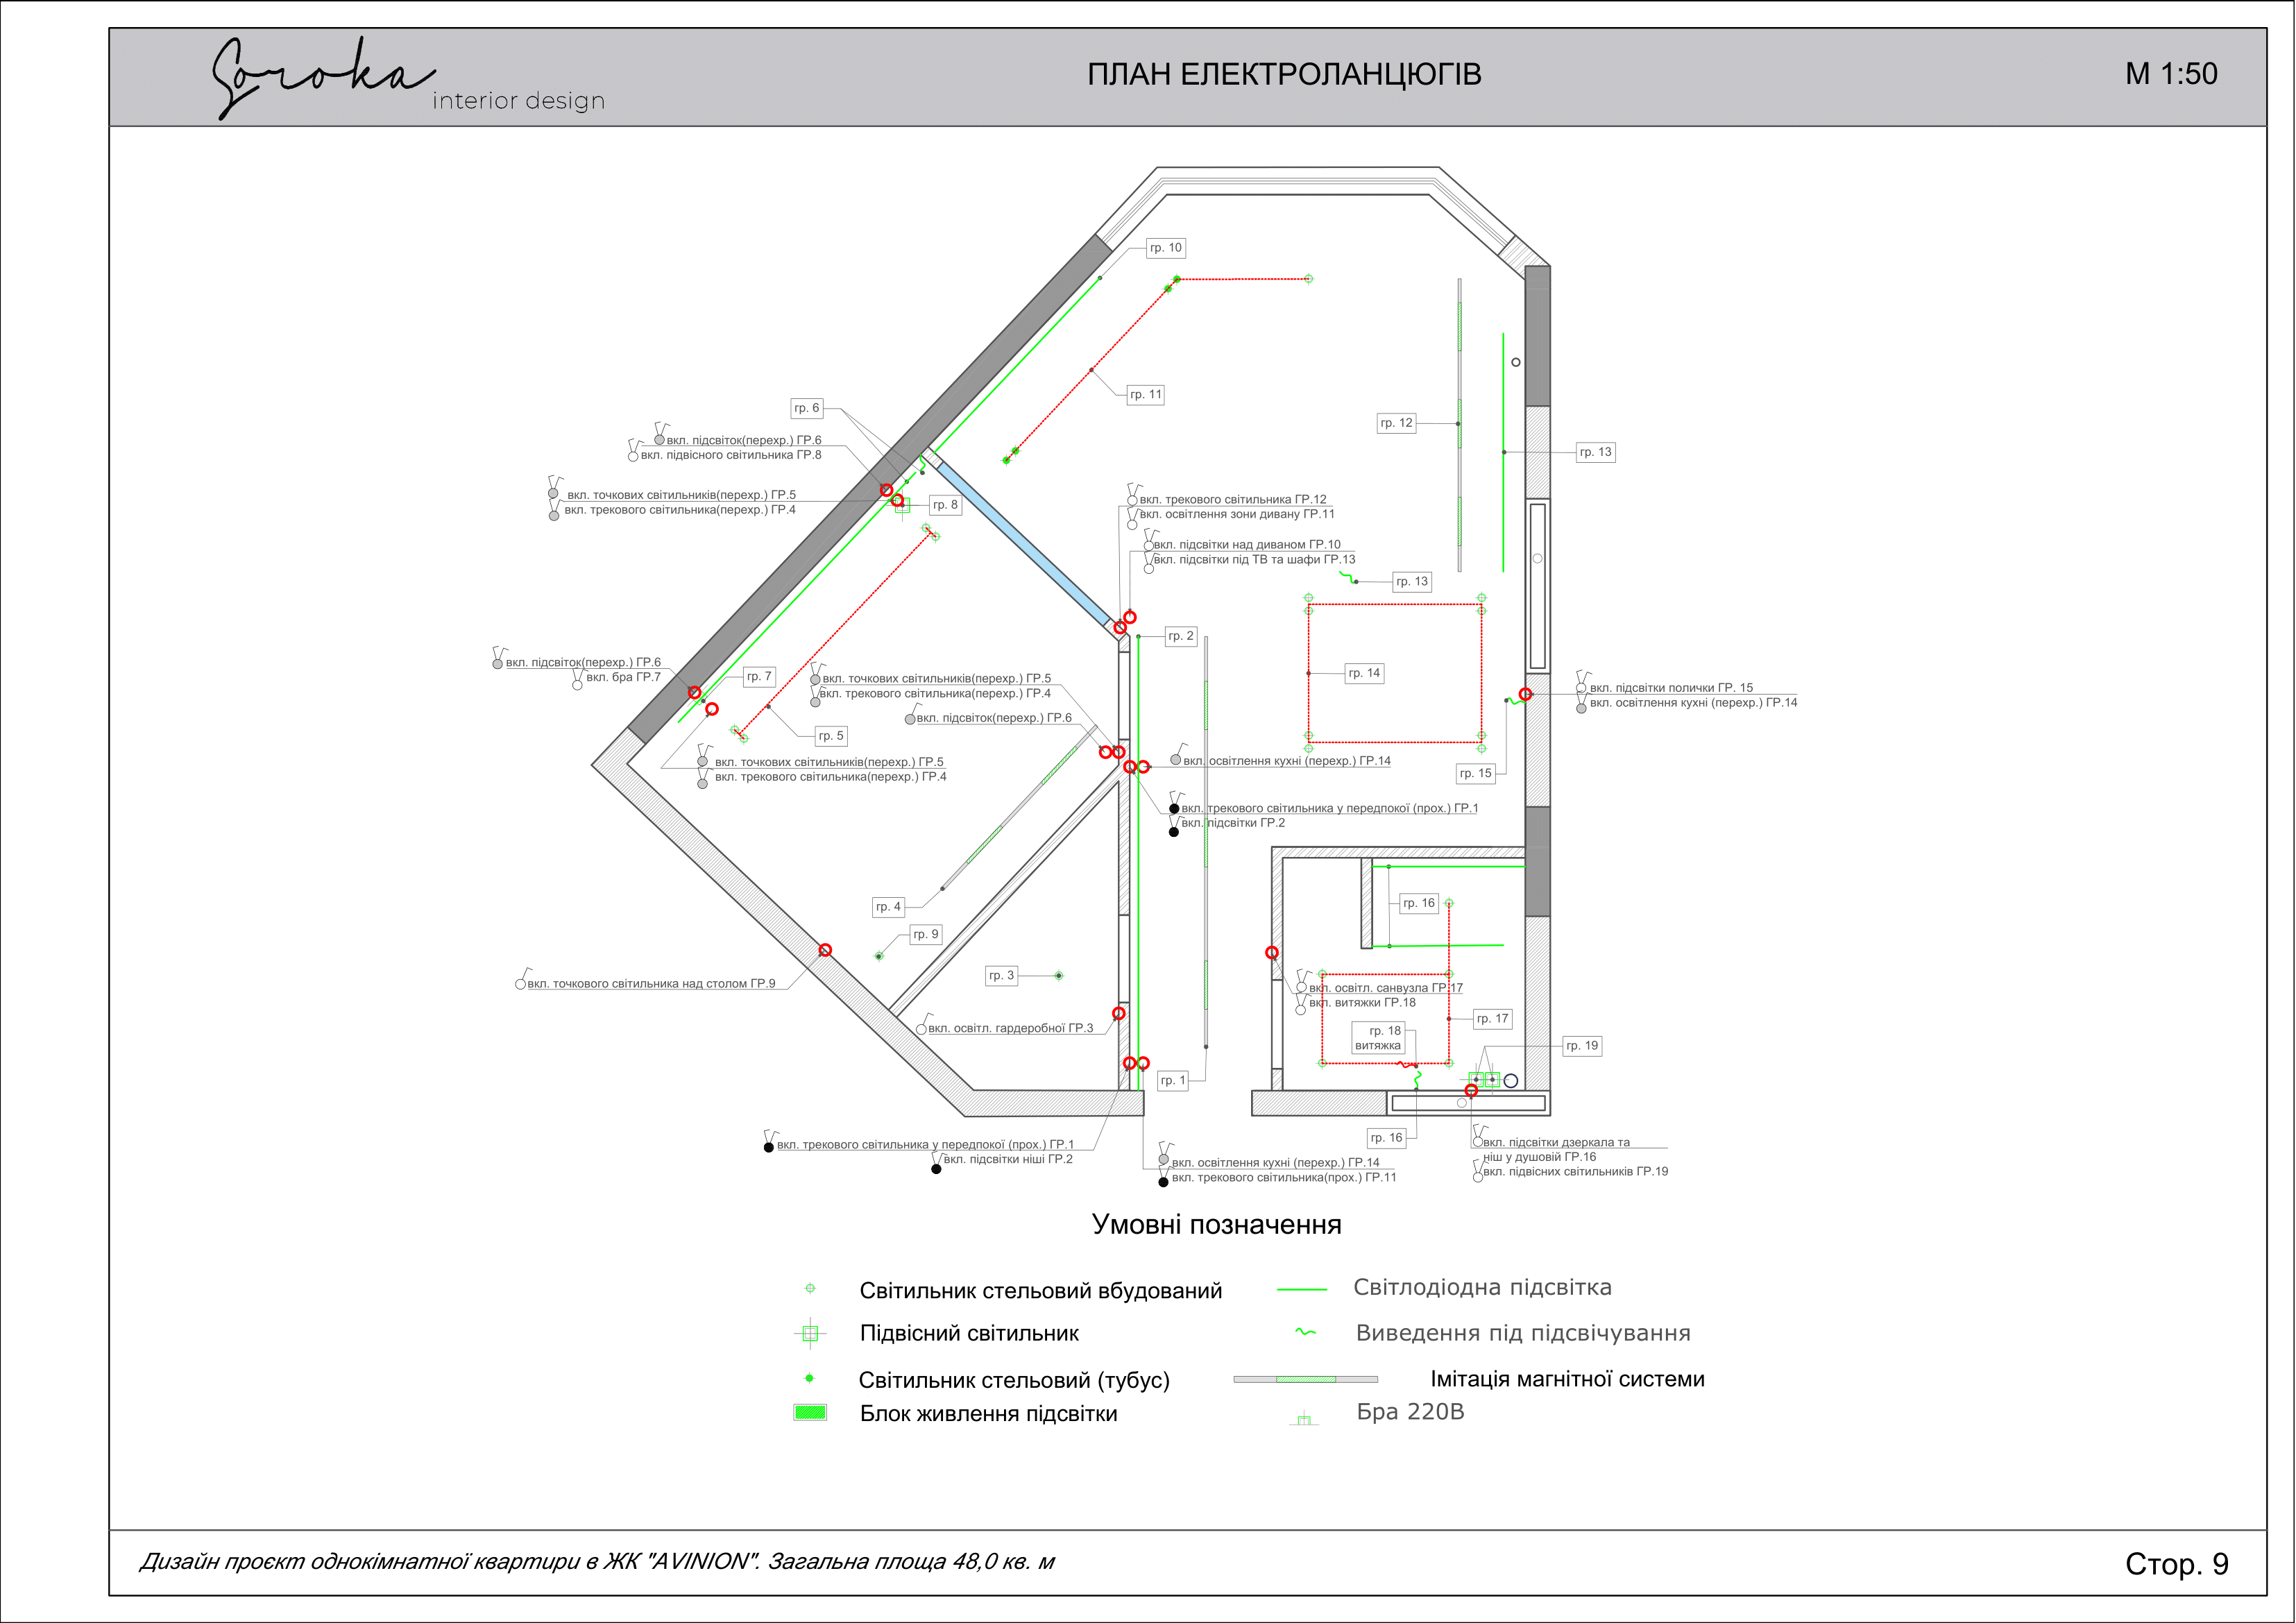 Soroka
interior design
ПЛАН ЕЛЕКТРОЛАНЦЮГІВ
М 1:50
гр. 10
гр. 11
гр. 6
вкл. підсвіток(перехр.) ГР.6
вкл. підвісного світильника ГР.8
гр. 12
гр. 13
вкл. точкових світильників(перехр.) ГР.5
вкл. трекового світильника(перехр.) ГР.4
гр. 8
вкл. трекового світильника ГР.12
вкл. освітлення зони дивану ГР.11
вкл. підсвітки над диваном ГР.10
вкл. підсвітки під ТВ та шафи ГР.13
гр. 13
гр. 2
вкл. підсвіток(перехр.) ГР.6
вкл. бра ГР.7
гр. 7
вкл. точкових світильників(перехр.) ГР.5
вкл. трекового світильника(перехр.) ГР.4
гр. 14
вкл. підсвітки полички ГР. 15
вкл. освітлення кухні (перехр.) ГР.14
вкл. підсвіток(перехр.) ГР.6
гр. 5
вкл. точкових світильників(перехр.) ГР.5
вкл. трекового світильника(перехр.) ГР.4
вкл. освітлення кухні (перехр.) ГР.14
гр. 15
вкл. трекового світильника у передпокої (прох.) ГР.1
вкл. підсвітки ГР.2
гр. 4
гр. 16
гр. 9
гр. 3
вкл. точкового світильника над столом ГР.9
вкл. освітл. санвузла ГР.17
вкл. витяжки ГР.18
вкл. освітл. гардеробної ГР.3
гр. 18
витяжка
гр. 17
гр. 19
гр. 1
гр. 16
вкл. трекового світильника у передпокої (прох.) ГР.1
вкл. підсвітки ніші ГР.2
вкл. освітлення кухні (перехр.) ГР.14
вкл. трекового світильника(прох.) ГР.11
вкл. підсвітки дзеркала та
ніш у душовій ГР.16
вкл. підвісних світильників ГР.19
Умовні позначення
Світильник стельовий вбудований
Світлодіодна підсвітка
Підвісний світильник
Виведення під підсвічування
Світильник стельовий (тубус)
Імітація магнітної системи
Блок живлення підсвітки
Бра 220В
Дизайн проєкт однокімнатної квартири в ЖК "AVINION". Загальна площа 48,0 кв. м
Стор. 9